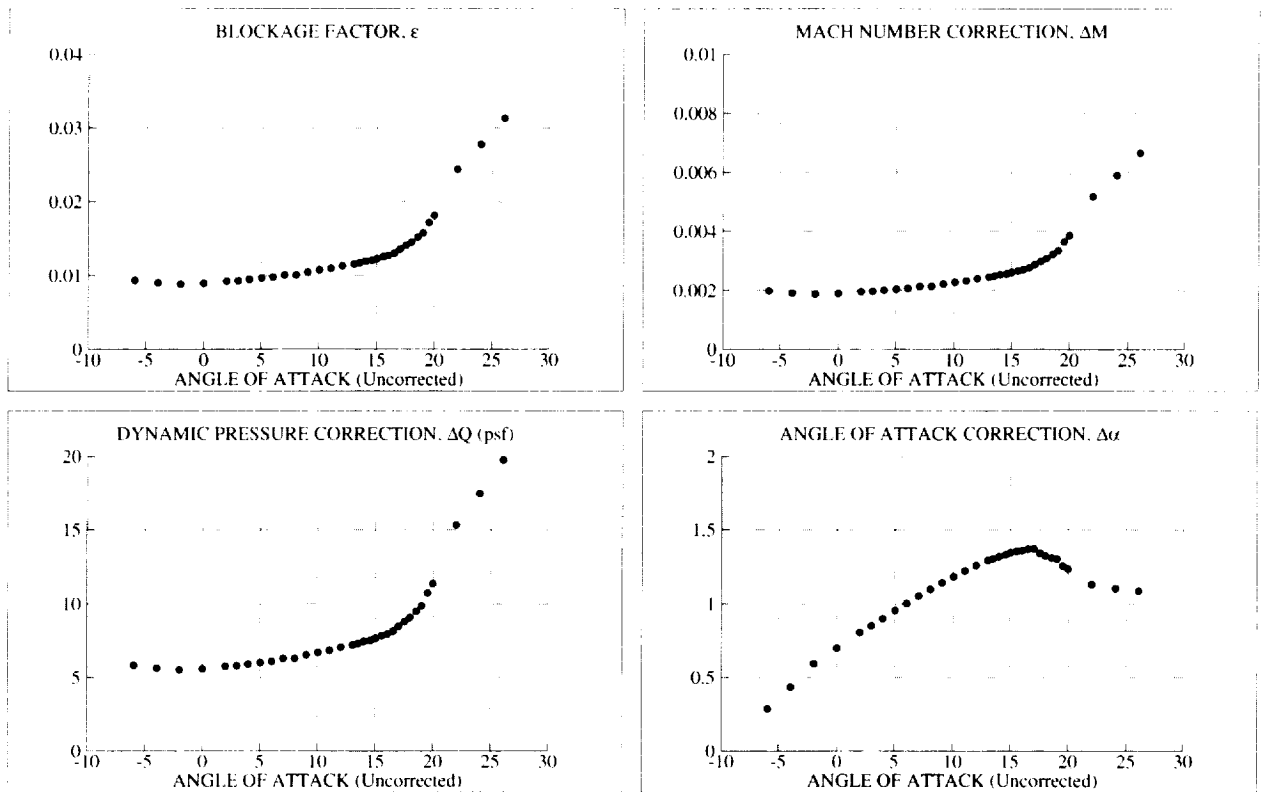 BLOCKAGE FACTOR, ε
0.04
0.03
0.02
0.01
0
-10 -5 0 5 10 15 20 25 30
ANGLE OF ATTACK (Uncorrected)
MACH NUMBER CORRECTION, ΔM
0.01
0.008
0.006
0.004
0.002
0
-10 -5 0 5 10 15 20 25 30
ANGLE OF ATTACK (Uncorrected)
DYNAMIC PRESSURE CORRECTION, ΔQ (psf)
20
15
10
5
0
-10 -5 0 5 10 15 20 25 30
ANGLE OF ATTACK (Uncorrected)
ANGLE OF ATTACK CORRECTION, Δα
2
1.5
1
0.5
0
-10 -5 0 5 10 15 20 25 30
ANGLE OF ATTACK (Uncorrected)